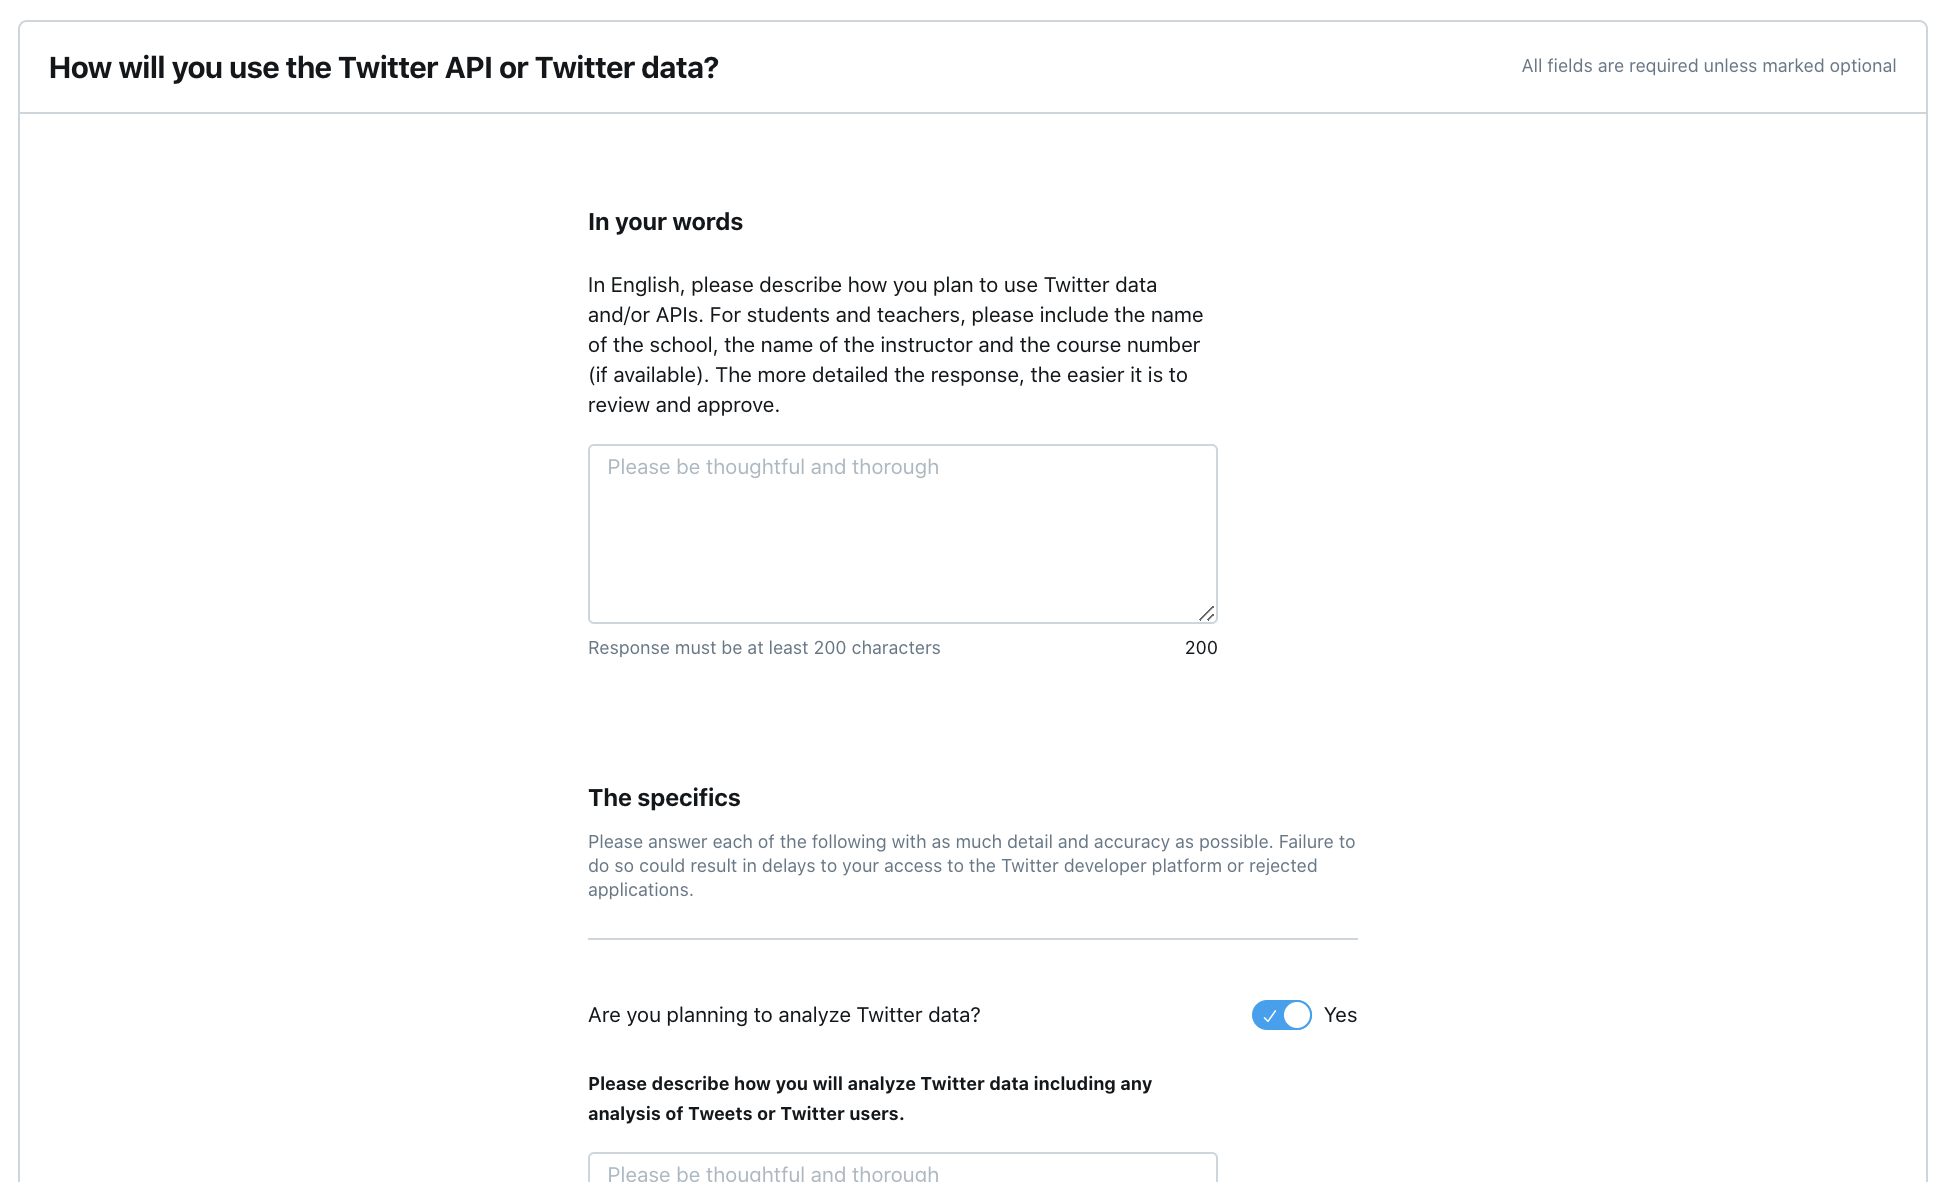 How will you use the Twitter API or Twitter data?
All fields are required unless marked optional
In your words
In English, please describe how you plan to use Twitter data
and/or APIs. For students and teachers, please include the name
of the school, the name of the instructor and the course number
(if available). The more detailed the response, the easier it is to
review and approve.
Please be thoughtful and thorough
Response must be at least 200 characters
200
The specifics
Please answer each of the following with as much detail and accuracy as possible. Failure to
do so could result in delays to your access to the Twitter developer platform or rejected
applications.
Are you planning to analyze Twitter data?
Yes
Please describe how you will analyze Twitter data including any
analysis of Tweets or Twitter users.
Please be thoughtful and thorough